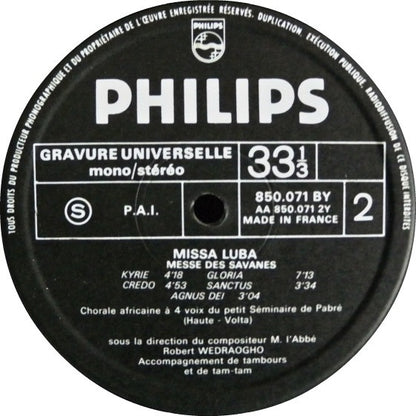 TOUS DROITS DU PRODUCTEUR PHONOGRAPHIQUE ET DU PROPRIÉTAIRE DE L'ŒUVRE ENREGISTRÉE RÉSERVÉS. DUPLICATION, EXÉCUTION PUBLIQUE, RADIODIFFUSION DE CE DISQUE INTERDITES
PHILIPS
PHILIPS
GRAVURE UNIVERSELLE
mono/stéréo
33 1/3
S
P.A.I.
850.071 BY
AA 850.071 2Y
MADE IN FRANCE
2
MISSA LUBA
MESSE DES SAVANES
KYRIE 4'18 GLORIA 7'13
CREDO 4'53 SANCTUS 3'34
AGNUS DEI 3'04
Chorale africaine à 4 voix du petit Séminaire de Pabré
(Haute - Volta)
sous la direction du compositeur M. l'Abbé
Robert WEDRAOGHO
Accompagnement de tambours
et de tam-tam